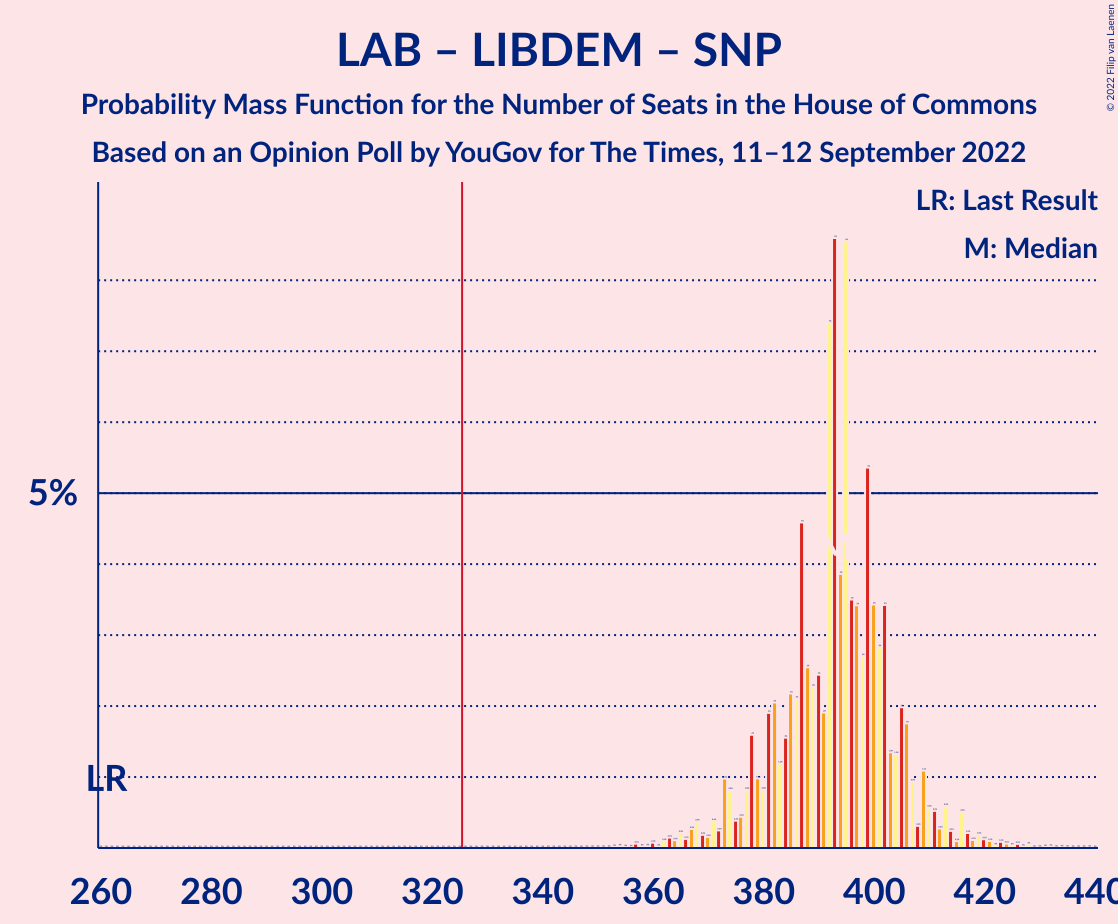 LAB – LIBDEM – SNP
Probability Mass Function for the Number of Seats in the House of Commons
Based on an Opinion Poll by YouGov for The Times, 11–12 September 2022
© 2022 Filip van Laenen
LR: Last Result
M: Median
5%
LR
260 280 300 320 340 360 380 400 420 440